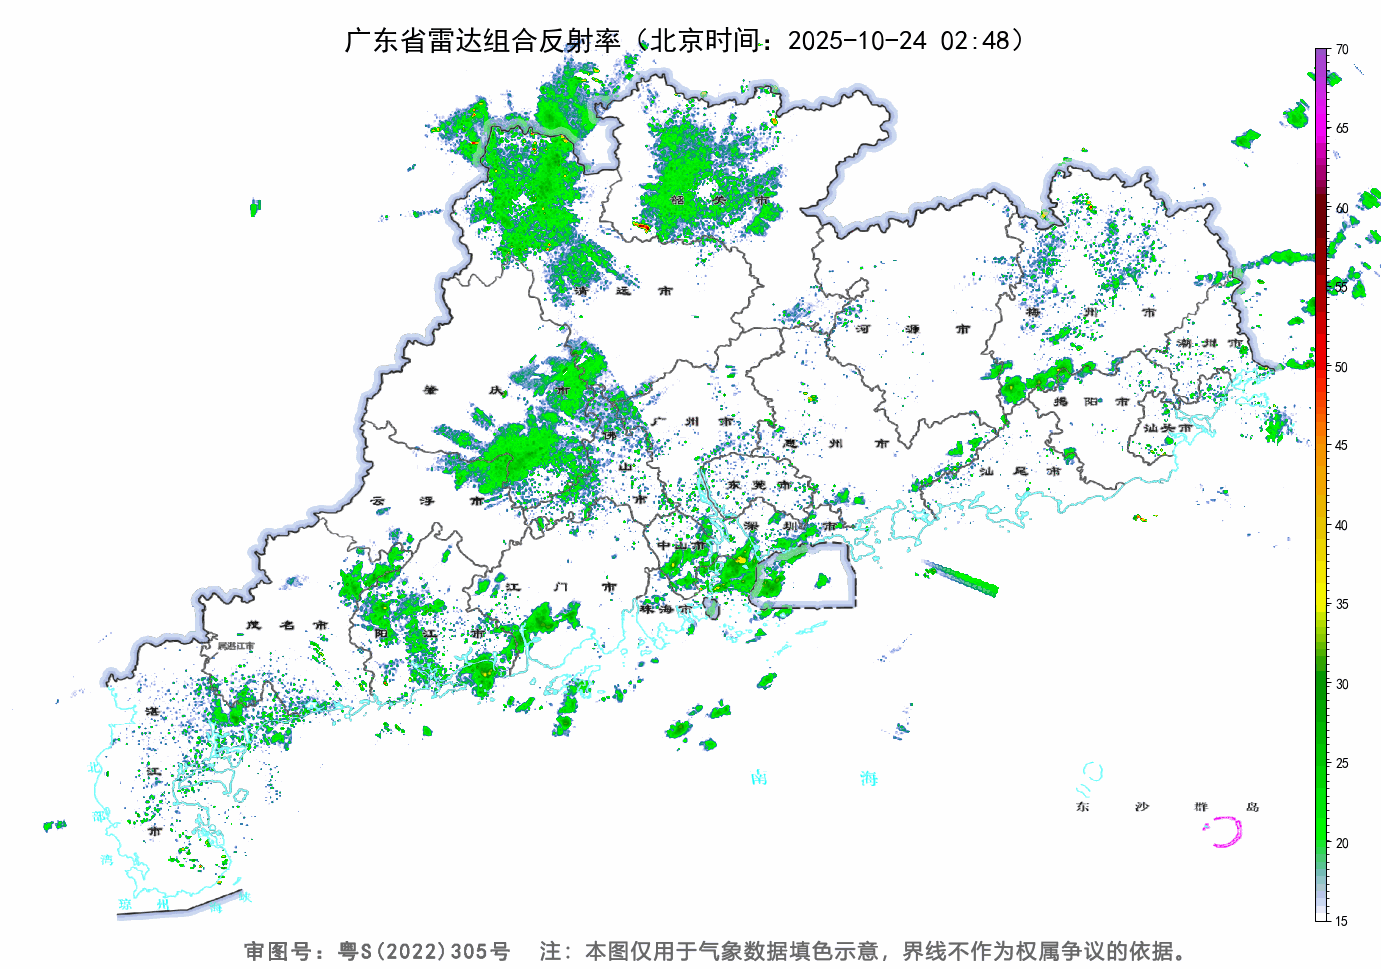 广东省雷达组合反射率（北京时间：2025-10-24 02:48）
70
65
60
55
50
45
40
35
30
25
20
15
韶关市
清远市
河源市
梅州市
潮州市
肇庆市
广州市
揭阳市
汕头市
佛山市
惠州市
汕尾市
云浮市
东莞市
深圳市
中山市
江门市
珠海市
茂名市
阳江市
属湛江市
湛江市
北部湾
南海
东沙群岛
琼州海峡
审图号：粤S(2022)305号 注：本图仅用于气象数据填色示意，界线不作为权属争议的依据。